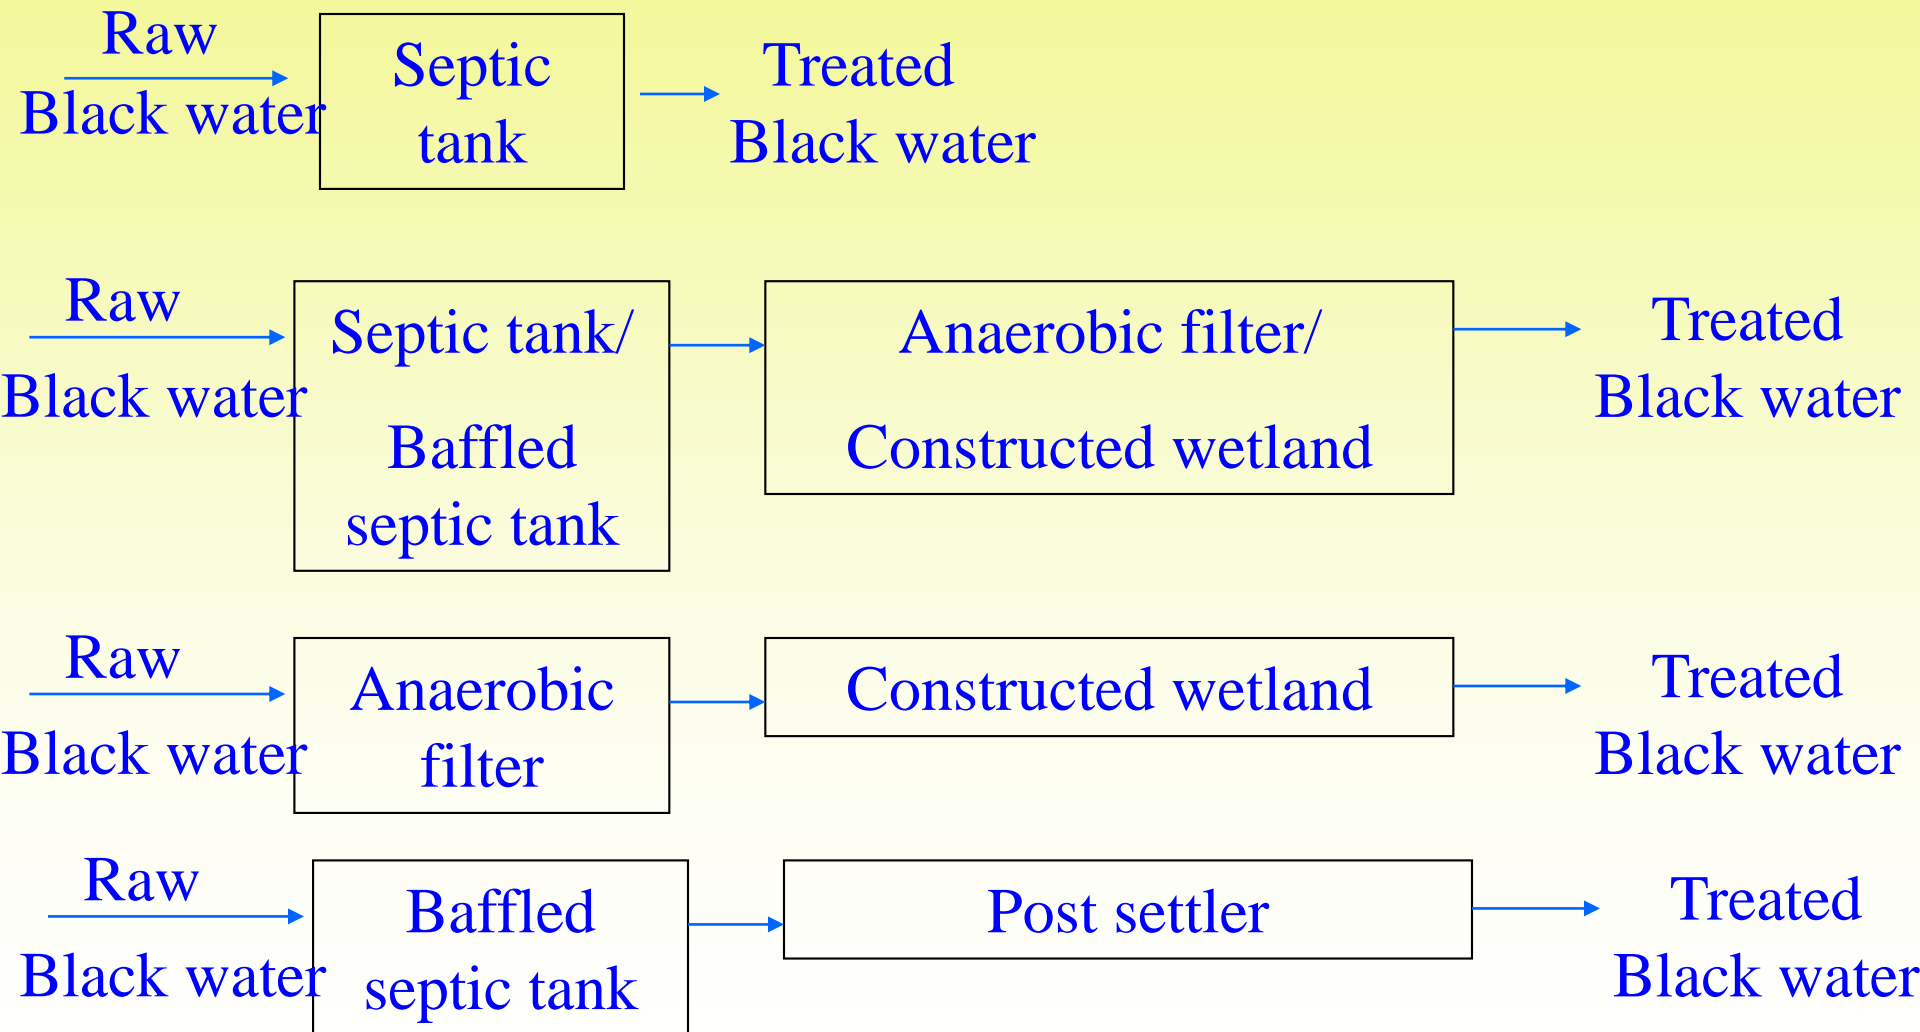 Raw
Black water
Septic
tank
Treated
Black water
Raw
Black water
Septic tank/
Baffled
septic tank
Anaerobic filter/
Constructed wetland
Treated
Black water
Raw
Black water
Anaerobic
filter
Constructed wetland
Treated
Black water
Raw
Black water
Baffled
septic tank
Post settler
Treated
Black water